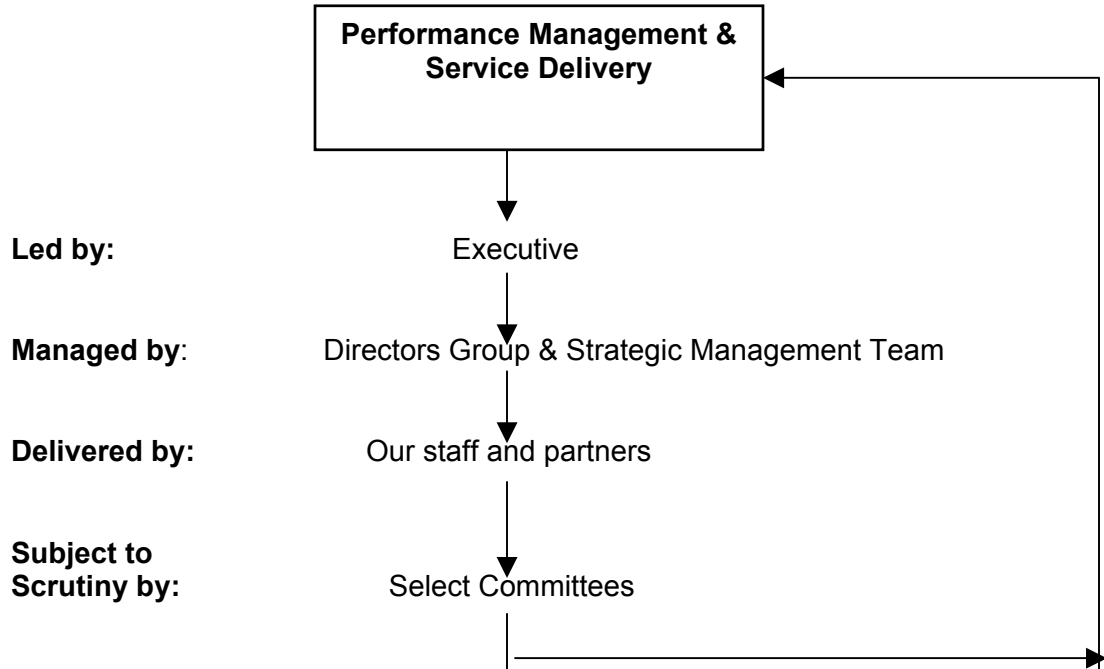 Performance Management &
Service Delivery
Led by: Executive
Managed by: Directors Group & Strategic Management Team
Delivered by: Our staff and partners
Subject to
Scrutiny by: Select Committees